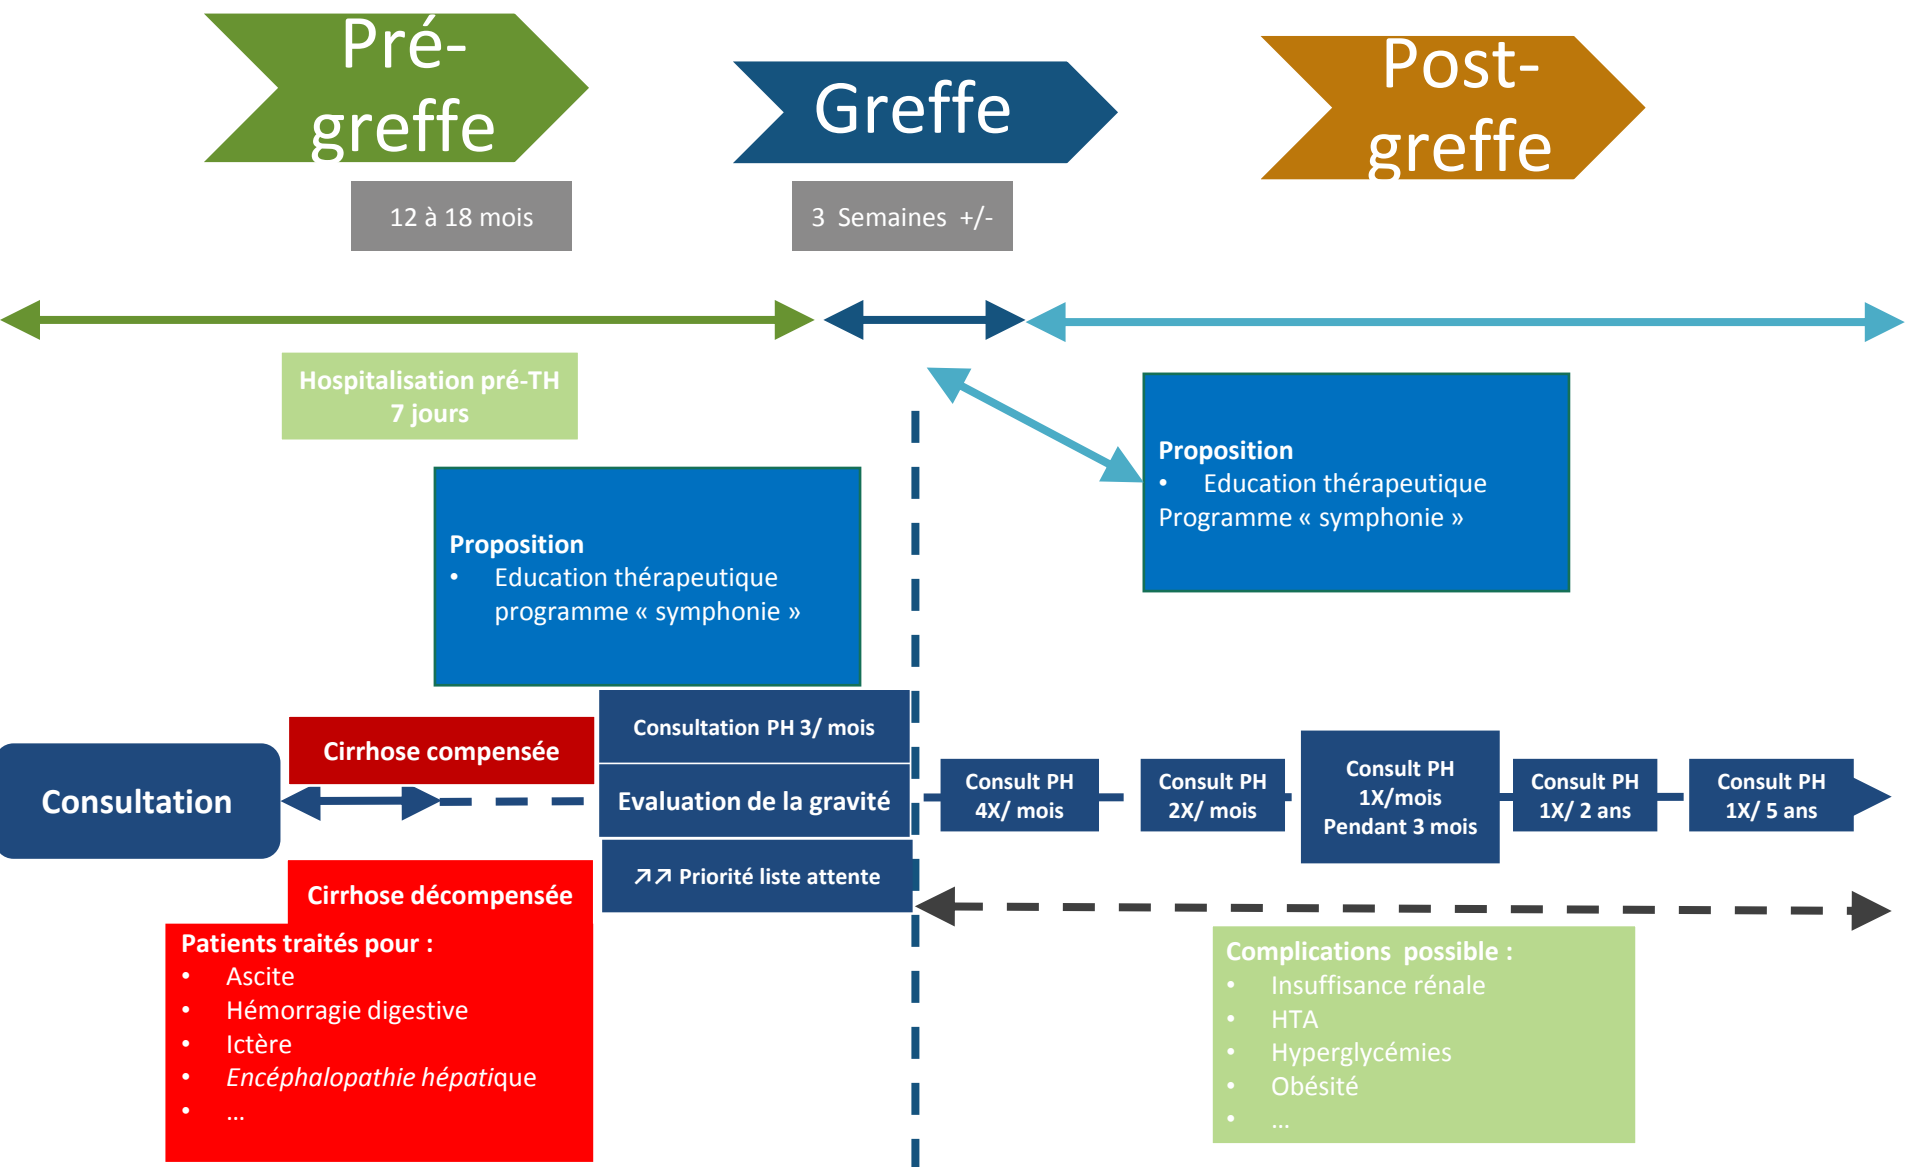 Pré-
greffe
Greffe
Post-
greffe
12 à 18 mois
3 Semaines +/-
Hospitalisation pré-TH
7 jours
Proposition
• Education thérapeutique
Programme « symphonie »
Proposition
• Education thérapeutique
programme « symphonie »
Consultation
Cirrhose compensée
Cirrhose décompensée
Patients traités pour :
• Ascite
• Hémorragie digestive
• Ictère
• Encéphalopathie hépatique
• ...
Consultation PH 3/ mois
Evaluation de la gravité
↗↗ Priorité liste attente
Consult PH
4X/ mois
Consult PH
2X/ mois
Consult PH
1X/mois
Pendant 3 mois
Consult PH
1X/ 2 ans
Consult PH
1X/ 5 ans
Complications possible :
• Insuffisance rénale
• HTA
• Hyperglycémies
• Obésité
• ...